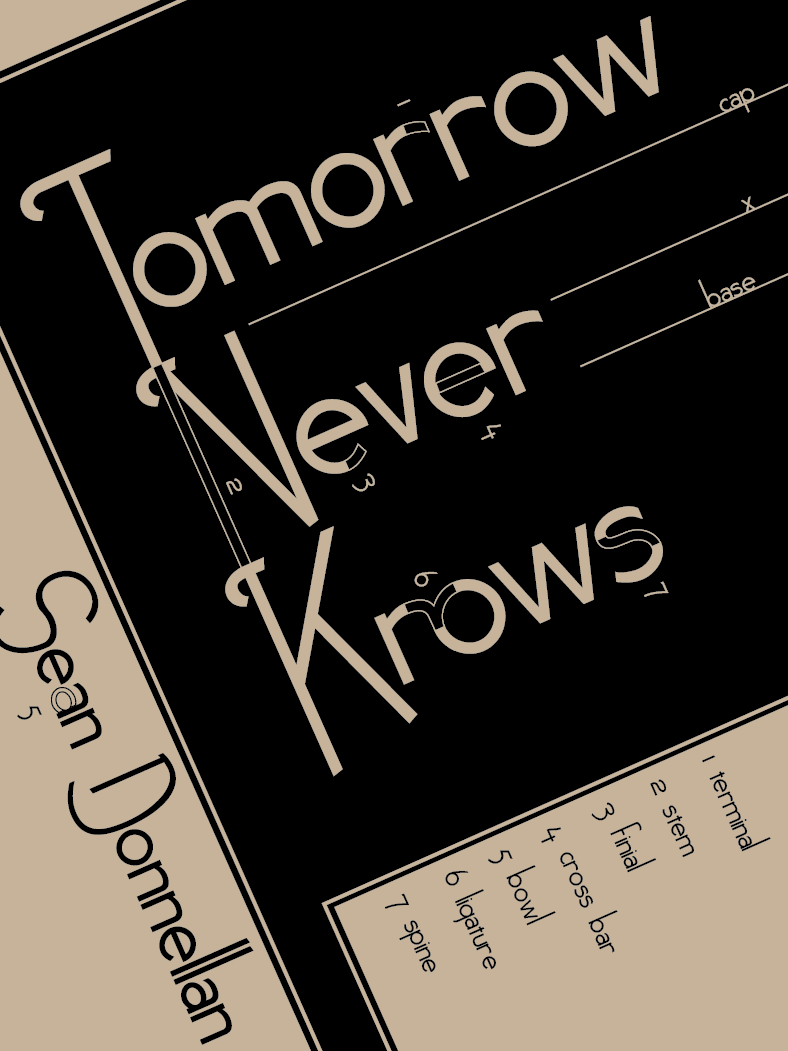 Tomorrow
1
cap
x
base
Never
2
3
4
Krows
6
7
Sean
5
Donnellan
1 terminal
2 stem
3 finial
4 cross bar
5 bowl
6 ligature
7 spine